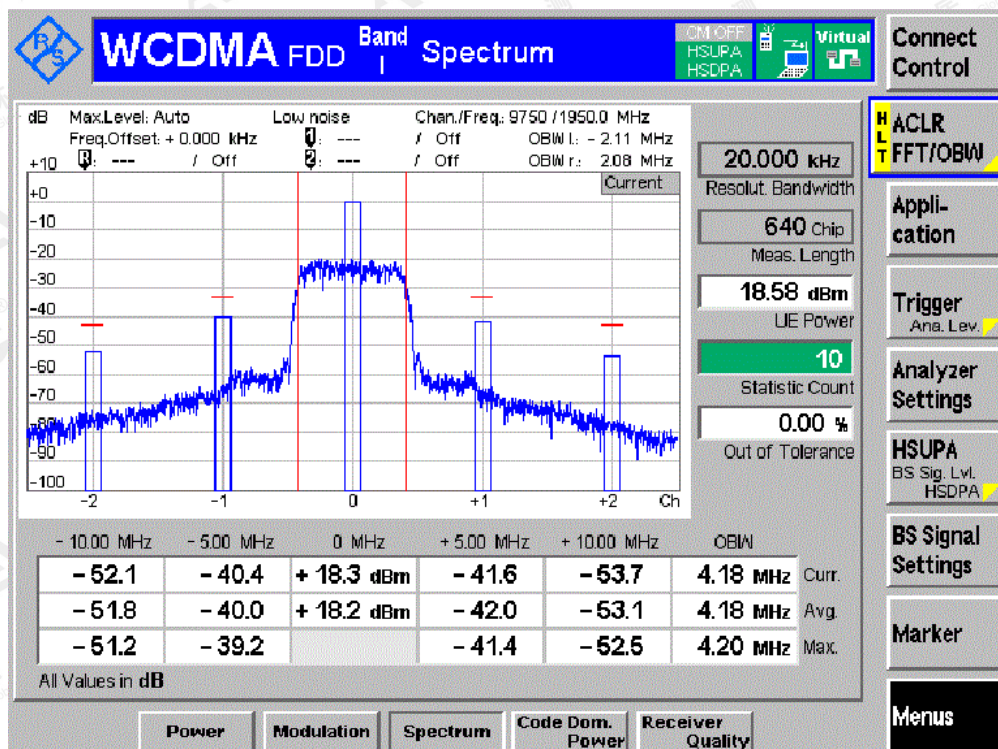 R&S
WCDMA FDD Band I Spectrum
CM OFF
HSUPA
HSDPA
Virtual
Connect Control
dB Max.Level: Auto Low noise Chan./Freq.: 9750 /1950.0 MHz
Freq.Offset: + 0.000 kHz 1: --- / Off OBW l.: - 2.11 MHz
R: --- / Off 2: --- / Off OBW r.: 2.08 MHz
Current
+10
+0
-10
-20
-30
-40
-50
-60
-70
-80
-90
-100
-2 -1 0 +1 +2 Ch
20.000 kHz
Resolut. Bandwidth
640 Chip
Meas. Length
18.58 dBm
UE Power
10
Statistic Count
0.00 %
Out of Tolerance
- 10.00 MHz - 5.00 MHz 0 MHz + 5.00 MHz + 10.00 MHz OBW
- 52.1 - 40.4 + 18.3 dBm - 41.6 - 53.7 4.18 MHz Curr.
- 51.8 - 40.0 + 18.2 dBm - 42.0 - 53.1 4.18 MHz Avg.
- 51.2 - 39.2 - 41.4 - 52.5 4.20 MHz Max.
All Values in dB
HLT
ACLR
FFT/OBW
Appli-
cation
Trigger
Ana. Lev.
Analyzer
Settings
HSUPA
BS Sig. Lvl.
HSDPA
BS Signal
Settings
Marker
Menus
Power
Modulation
Spectrum
Code Dom.
Power
Receiver
Quality